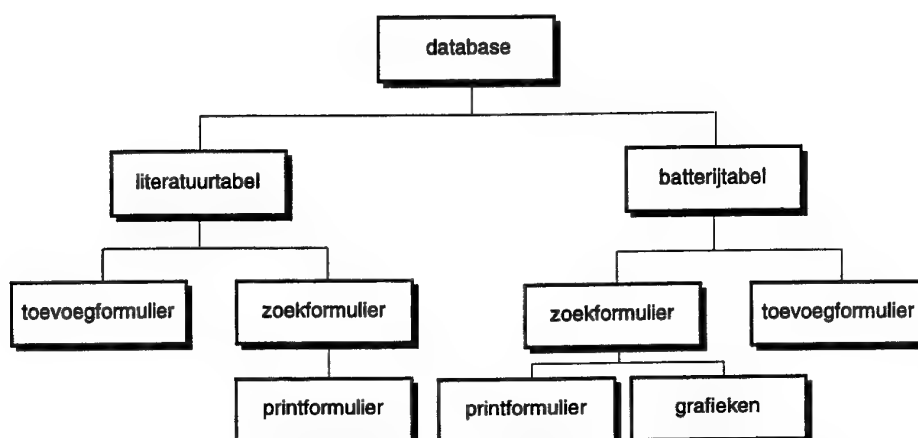 database
literatuurtabel
batterijtabel
toevoegformulier
zoekformulier
zoekformulier
toevoegformulier
printformulier
printformulier
grafieken